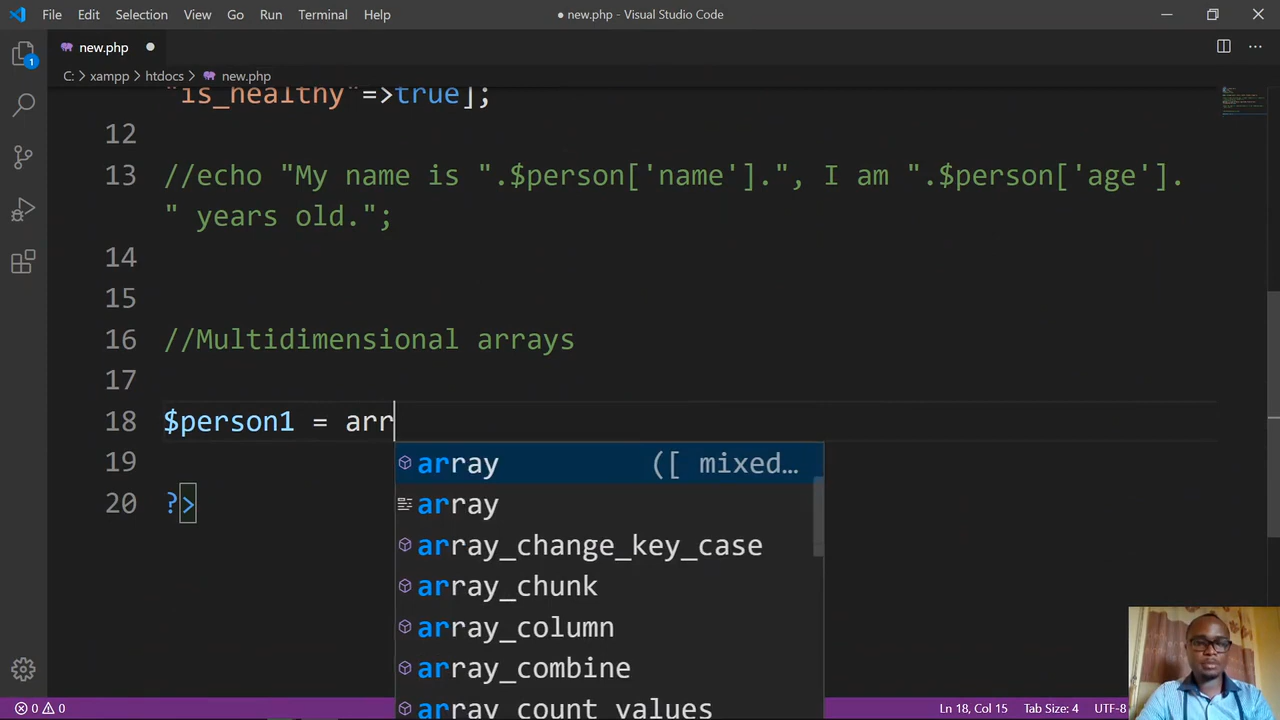 File Edit Selection View Go Run Terminal Help
● new.php - Visual Studio Code
new.php
C: > xampp > htdocs > new.php
1
"is_healthy"=>true];
12
13 //echo "My name is ".$person['name'].", I am ".$person['age'].
" years old.";
14
15
16 //Multidimensional arrays
17
18 $person1 = arr
array ([ mixed…
19
array
20 ?>
array_change_key_case
array_chunk
array_column
array_combine
array_count_values
0 0
Ln 18, Col 15 Tab Size: 4 UTF-8